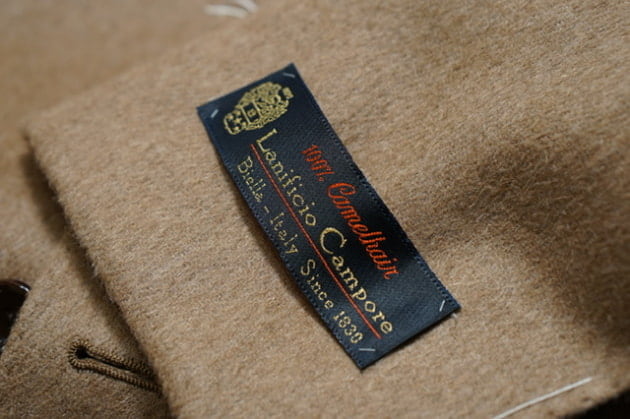 100% Camelhair
Lanificio Campore
Biella - Italy Since 1830